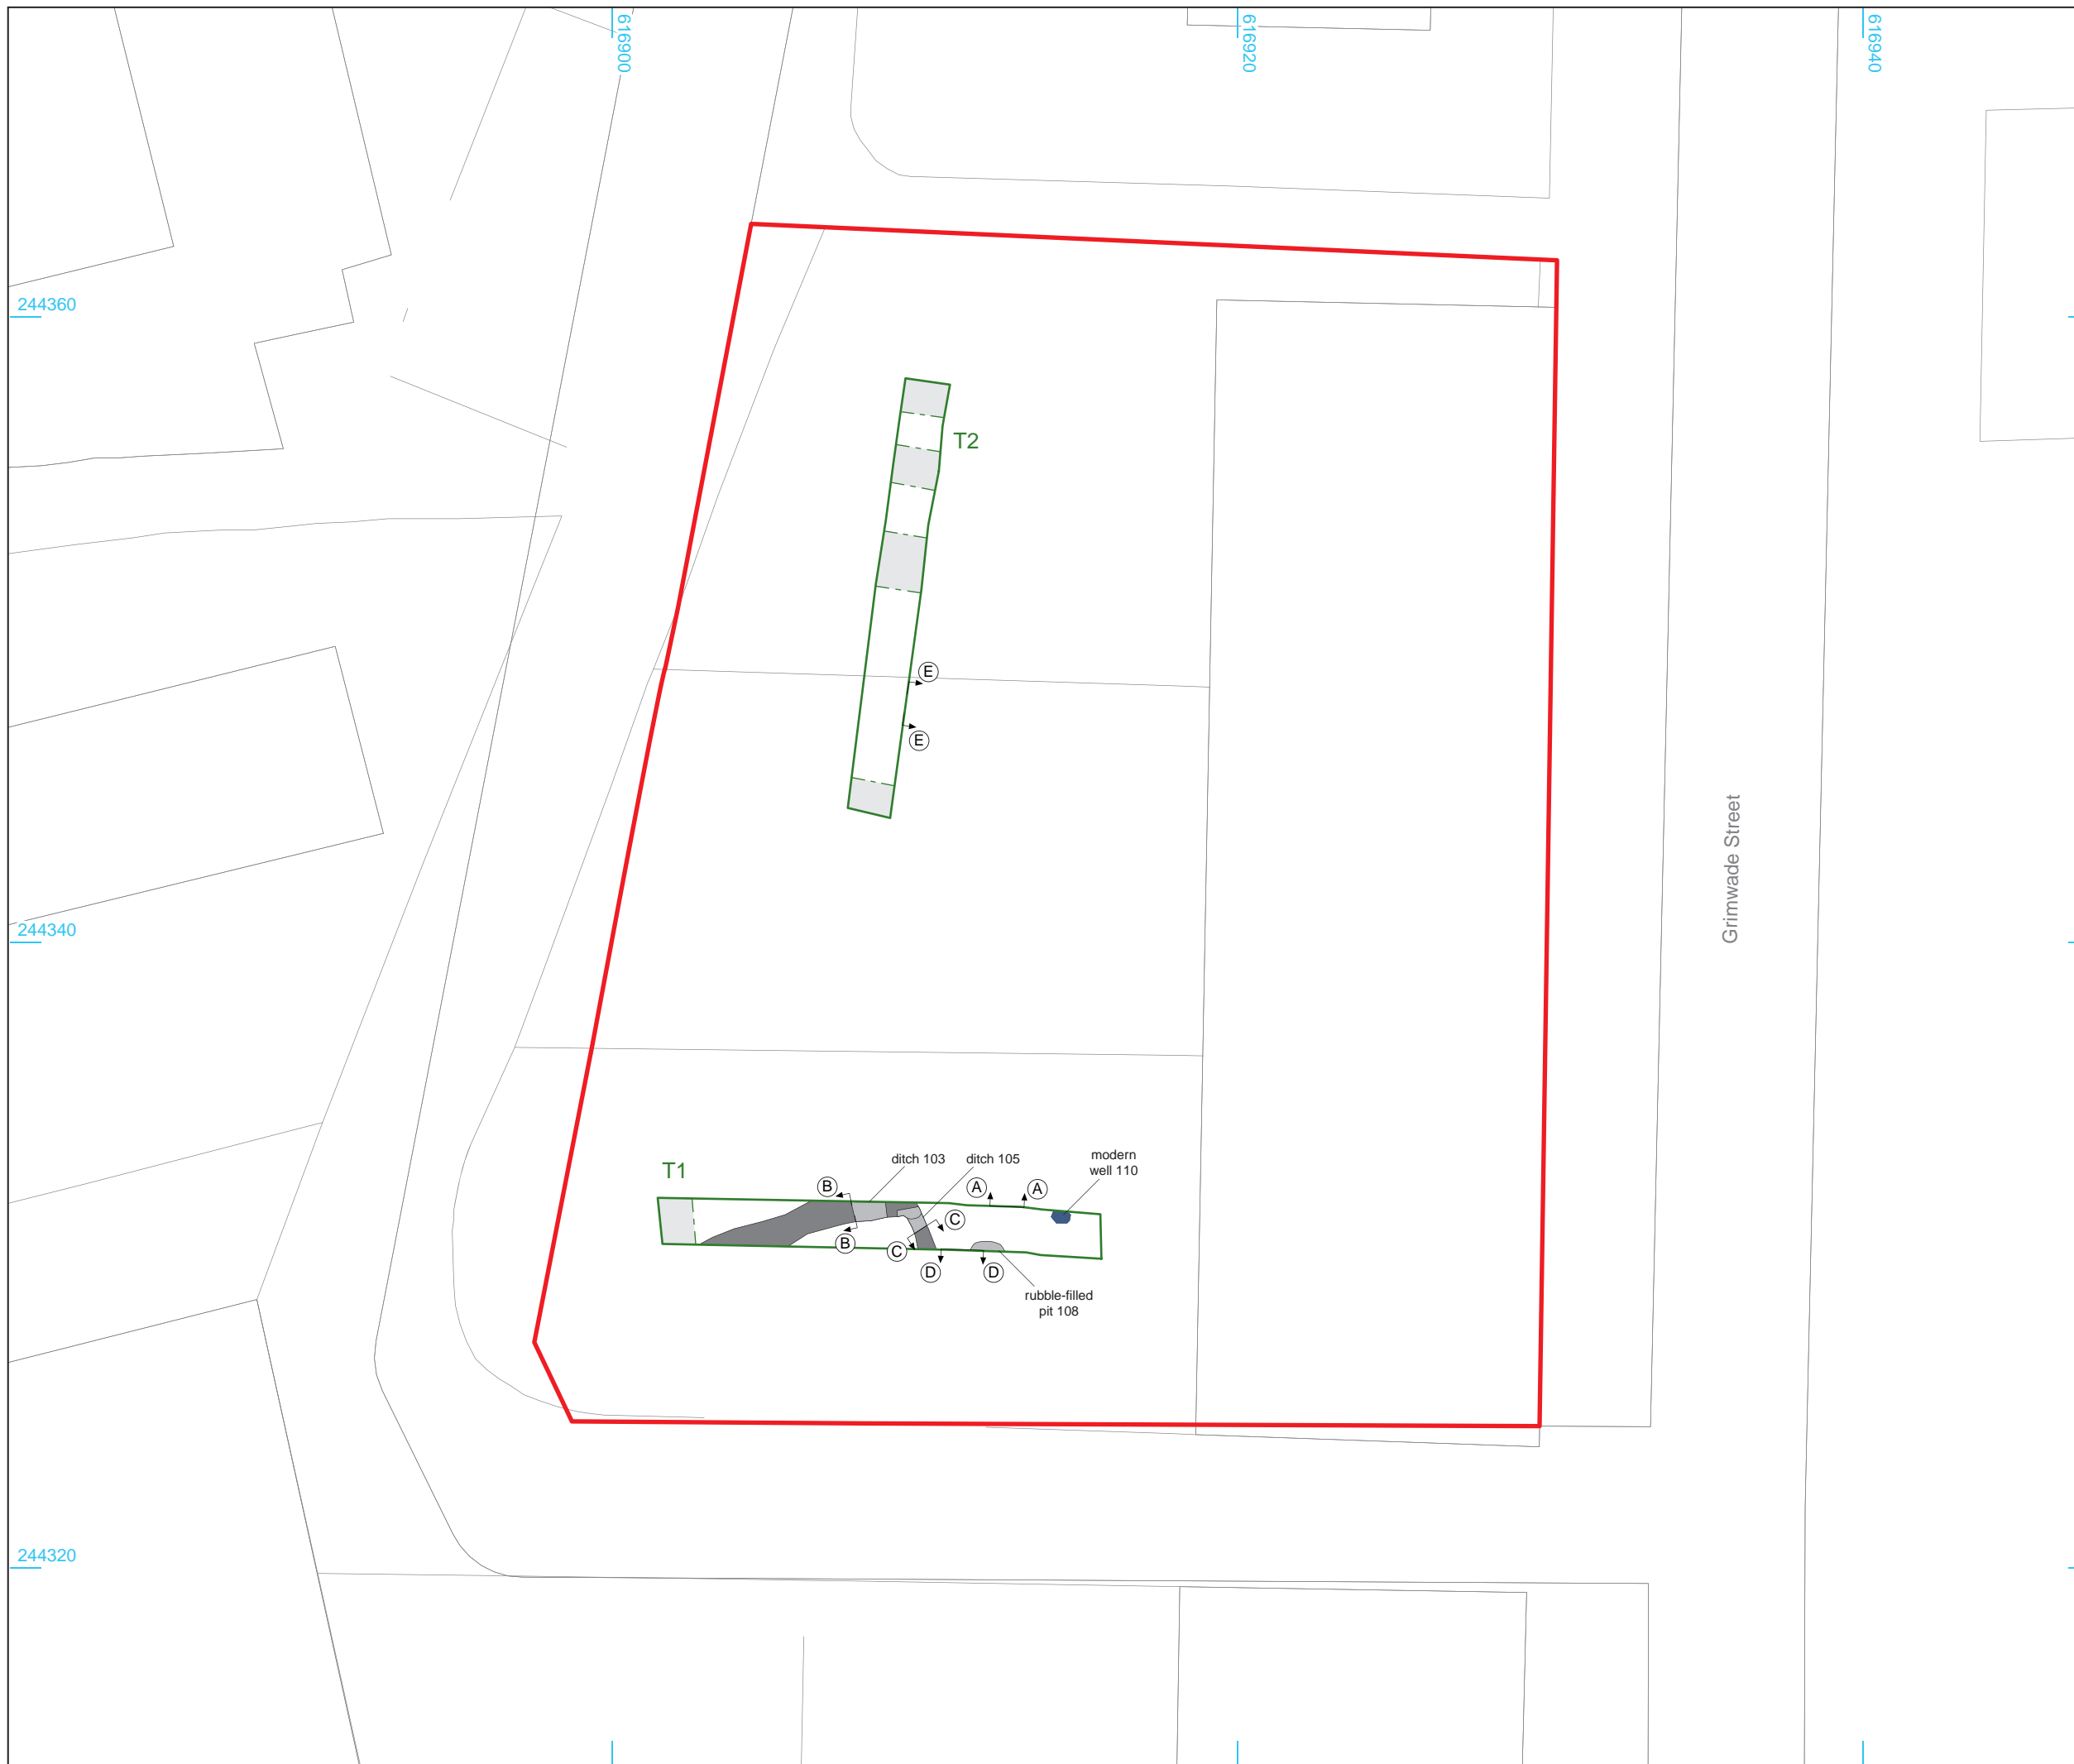 616900
616920
616940
244360
T2
E
E
Grimwade Street
244340
T1
ditch 103
ditch 105
modern
well 110
B
A
A
B
C
C
D
D
rubble-filled
pit 108
244320